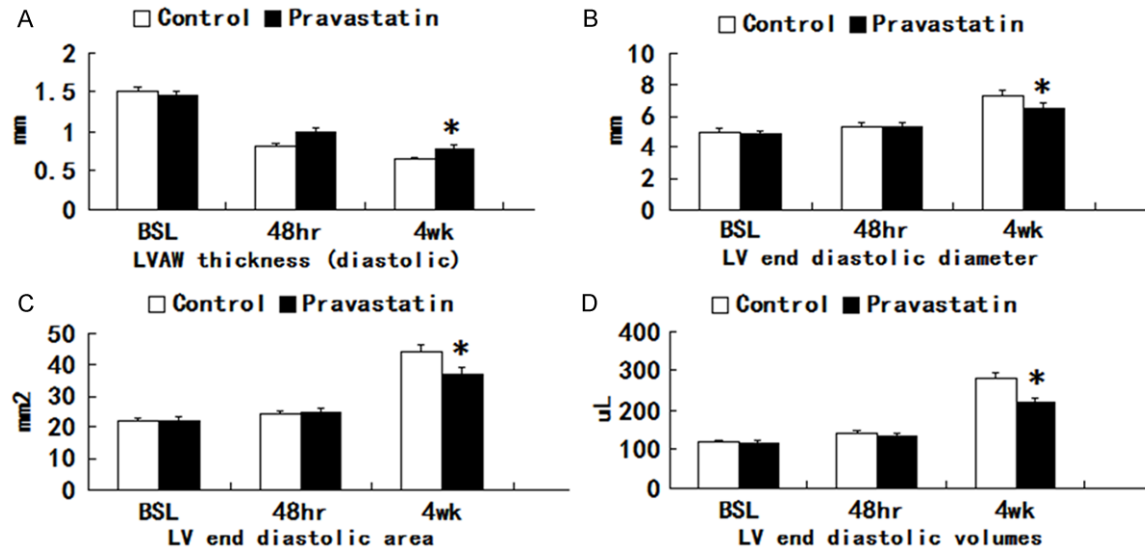 A
Control Pravastatin
2
1.5
1
0.5
0
mm
*
BSL 48hr 4wk
LVAW thickness (diastolic)
B
Control Pravastatin
10
8
6
4
2
0
mm
*
BSL 48hr 4wk
LV end diastolic diameter
C
Control Pravastatin
50
40
30
20
10
0
mm2
*
BSL 48hr 4wk
LV end diastolic area
D
Control Pravastatin
400
300
200
100
0
uL
*
BSL 48hr 4wk
LV end diastolic volumes